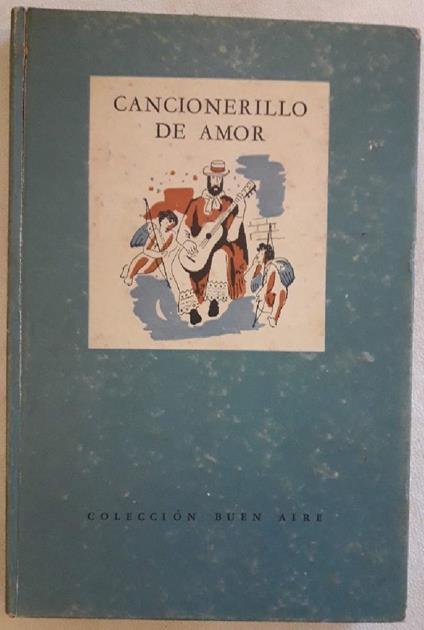 CANCIONERILLO
DE AMOR
COLECCIÓN BUEN AIRE